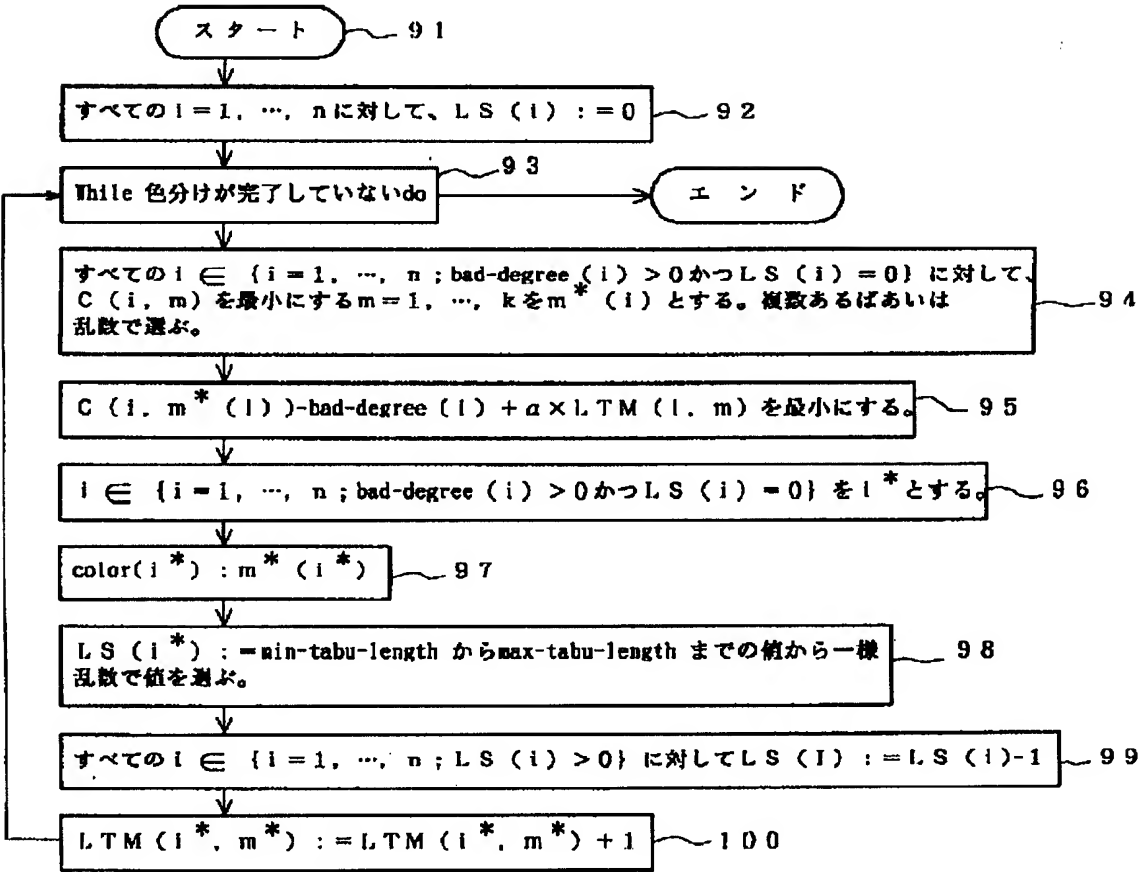 スタート 91
すべてのi=1, …, nに対して、LS(i):=0 92
93
While 色分けが完了していないdo
エンド
すべてのi∈{i=1, …, n;bad-degree(i)>0かつLS(i)=0}に対して、
C(i, m)を最小にするm=1, …, kをm*(i)とする。複数あるばあいは
乱数で選ぶ。
94
C(i, m*(i))-bad-degree(i)+α×LTM(i, m)を最小にする。 95
i∈{i=1, …, n;bad-degree(i)>0かつLS(i)=0}をi*とする。 96
color(i*):m*(i*) 97
LS(i*):=min-tabu-length からmax-tabu-length までの値から一様
乱数で値を選ぶ。
98
すべてのi∈{i=1, …, n;LS(i)>0}に対してLS(I):=LS(i)-1 99
LTM(i*, m*):=LTM(i*, m*)+1 100